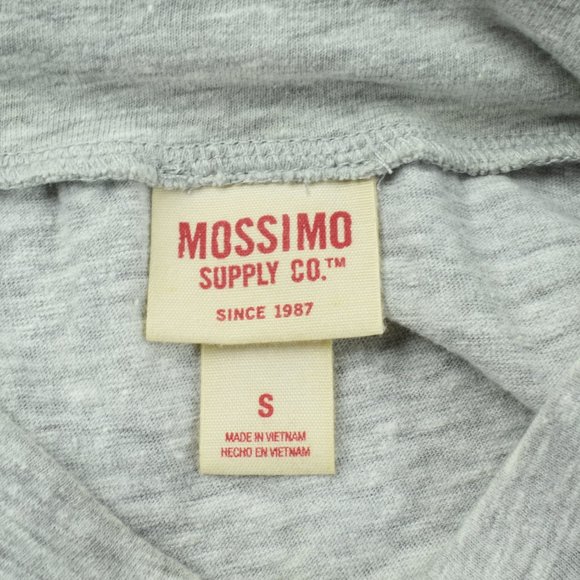 MOSSIMO
SUPPLY CO.™
SINCE 1987
S
MADE IN VIETNAM
HECHO EN VIETNAM